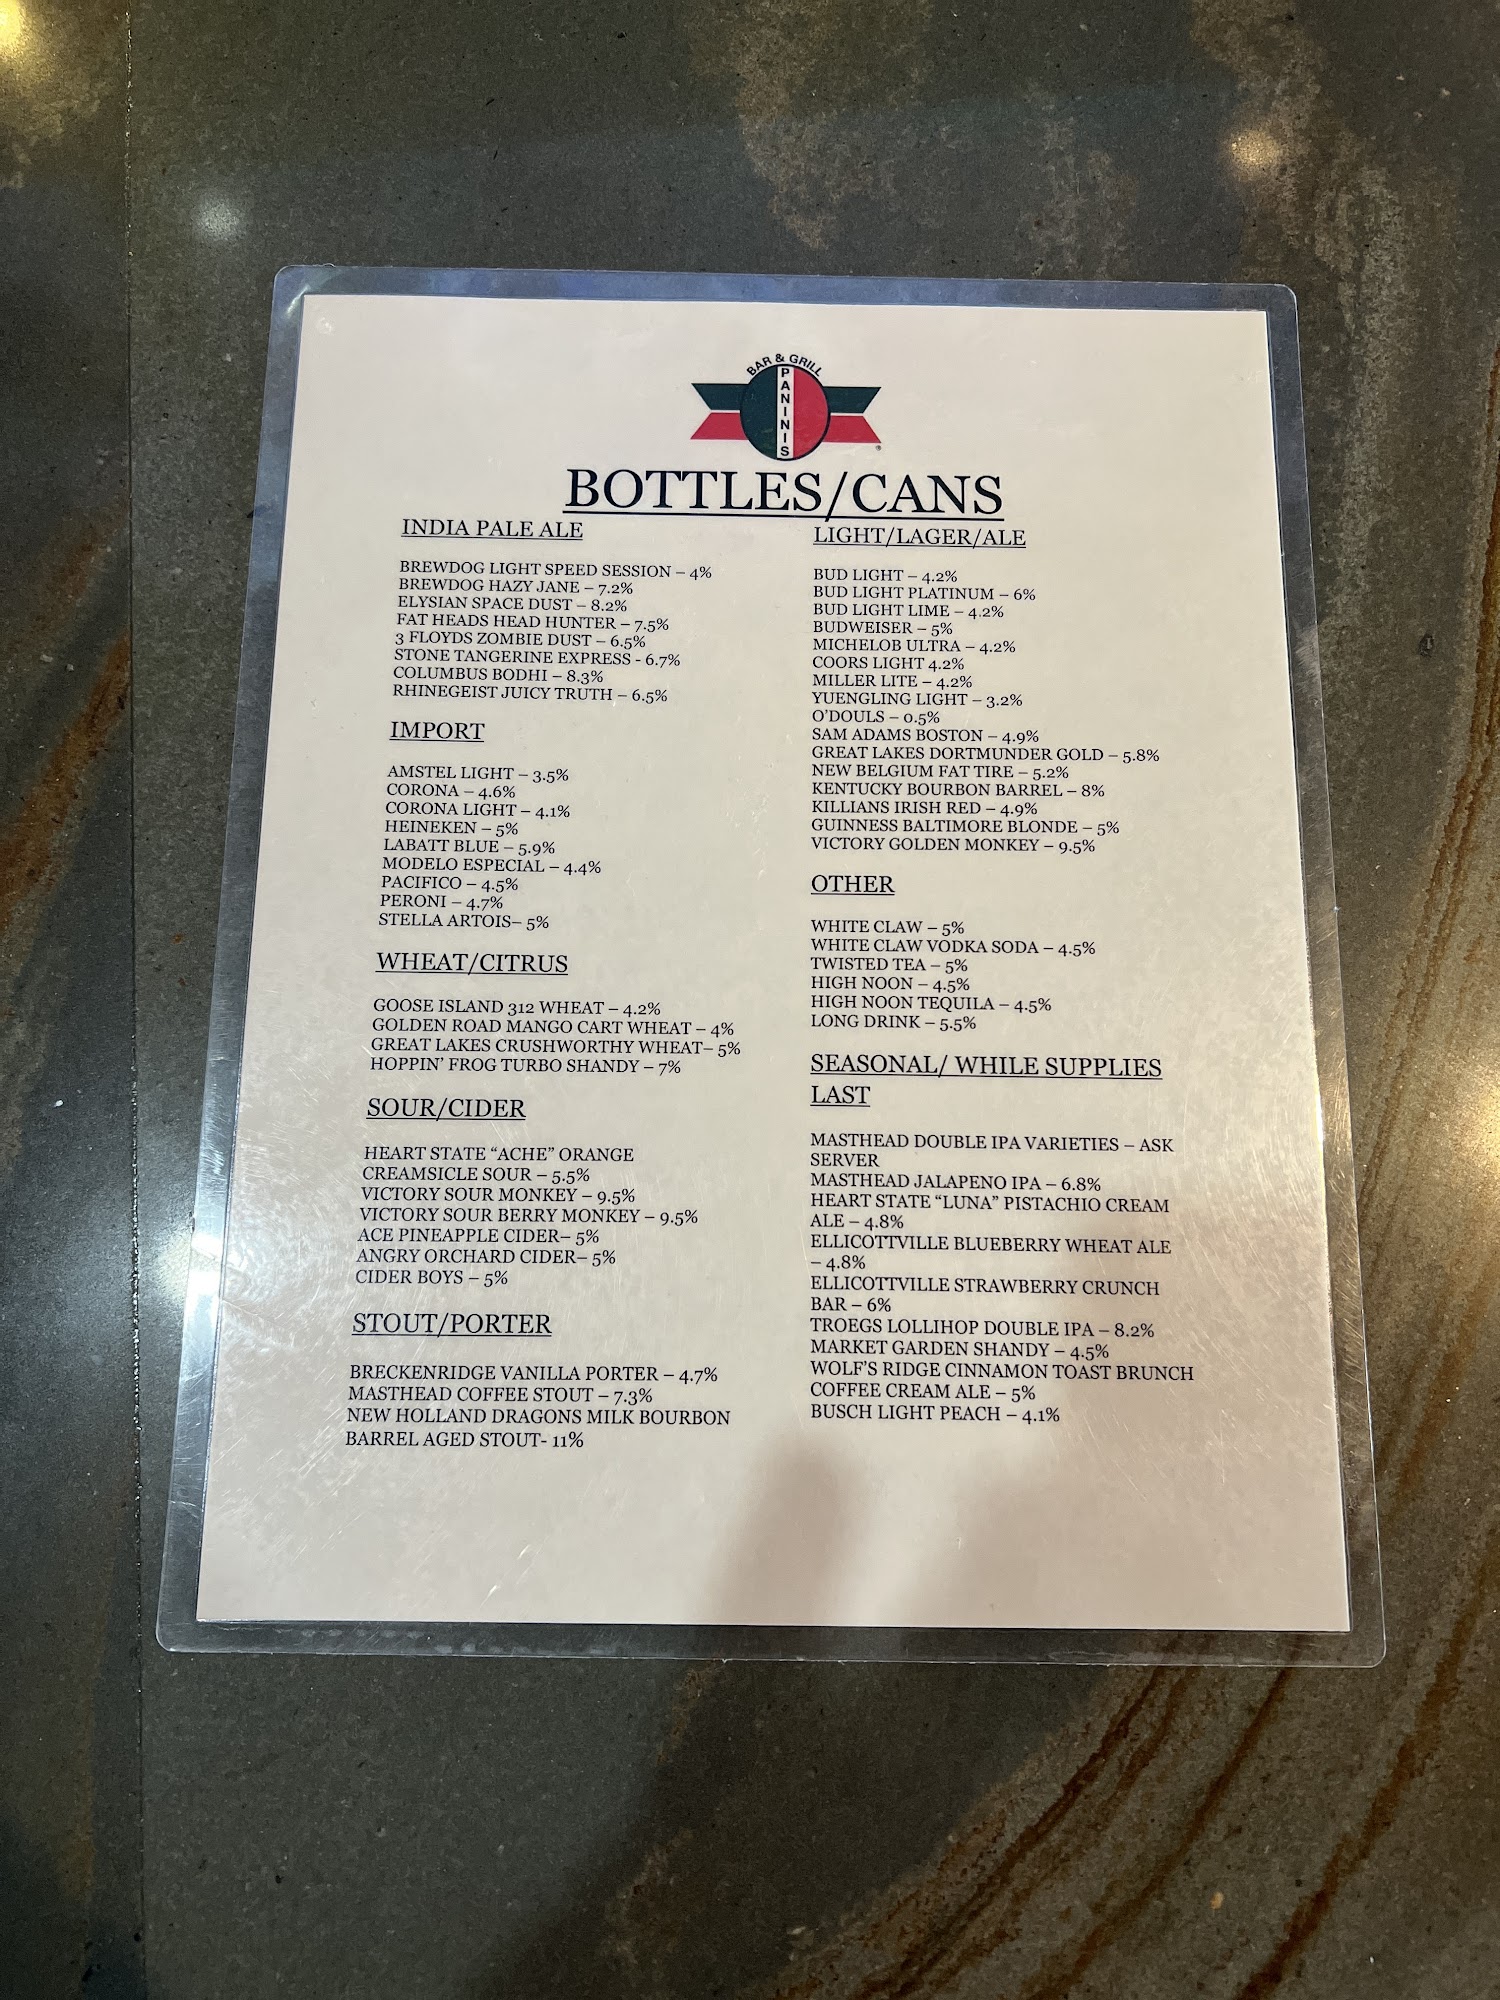 BAR & GRILL
PANINIS
BOTTLES/CANS
INDIA PALE ALE
BREWDOG LIGHT SPEED SESSION – 4%
BREWDOG HAZY JANE – 7.2%
ELYSIAN SPACE DUST – 8.2%
FAT HEADS HEAD HUNTER – 7.5%
3 FLOYDS ZOMBIE DUST – 6.5%
STONE TANGERINE EXPRESS - 6.7%
COLUMBUS BODHI – 8.3%
RHINEGEIST JUICY TRUTH – 6.5%
IMPORT
AMSTEL LIGHT – 3.5%
CORONA – 4.6%
CORONA LIGHT – 4.1%
HEINEKEN – 5%
LABATT BLUE – 5.9%
MODELO ESPECIAL – 4.4%
PACIFICO – 4.5%
PERONI – 4.7%
STELLA ARTOIS– 5%
WHEAT/CITRUS
GOOSE ISLAND 312 WHEAT – 4.2%
GOLDEN ROAD MANGO CART WHEAT – 4%
GREAT LAKES CRUSHWORTHY WHEAT– 5%
HOPPIN’ FROG TURBO SHANDY – 7%
SOUR/CIDER
HEART STATE “ACHE” ORANGE
CREAMSICLE SOUR – 5.5%
VICTORY SOUR MONKEY – 9.5%
VICTORY SOUR BERRY MONKEY – 9.5%
ACE PINEAPPLE CIDER– 5%
ANGRY ORCHARD CIDER– 5%
CIDER BOYS – 5%
STOUT/PORTER
BRECKENRIDGE VANILLA PORTER – 4.7%
MASTHEAD COFFEE STOUT – 7.3%
NEW HOLLAND DRAGONS MILK BOURBON
BARREL AGED STOUT- 11%
LIGHT/LAGER/ALE
BUD LIGHT – 4.2%
BUD LIGHT PLATINUM – 6%
BUD LIGHT LIME – 4.2%
BUDWEISER – 5%
MICHELOB ULTRA – 4.2%
COORS LIGHT 4.2%
MILLER LITE – 4.2%
YUENGLING LIGHT – 3.2%
O’DOULS – 0.5%
SAM ADAMS BOSTON – 4.9%
GREAT LAKES DORTMUNDER GOLD – 5.8%
NEW BELGIUM FAT TIRE – 5.2%
KENTUCKY BOURBON BARREL – 8%
KILLIANS IRISH RED – 4.9%
GUINNESS BALTIMORE BLONDE – 5%
VICTORY GOLDEN MONKEY – 9.5%
OTHER
WHITE CLAW – 5%
WHITE CLAW VODKA SODA – 4.5%
TWISTED TEA – 5%
HIGH NOON – 4.5%
HIGH NOON TEQUILA – 4.5%
LONG DRINK – 5.5%
SEASONAL/ WHILE SUPPLIES
LAST
MASTHEAD DOUBLE IPA VARIETIES – ASK
SERVER
MASTHEAD JALAPENO IPA – 6.8%
HEART STATE “LUNA” PISTACHIO CREAM
ALE – 4.8%
ELLICOTTVILLE BLUEBERRY WHEAT ALE
– 4.8%
ELLICOTTVILLE STRAWBERRY CRUNCH
BAR – 6%
TROEGS LOLLIHOP DOUBLE IPA – 8.2%
MARKET GARDEN SHANDY – 4.5%
WOLF’S RIDGE CINNAMON TOAST BRUNCH
COFFEE CREAM ALE – 5%
BUSCH LIGHT PEACH – 4.1%